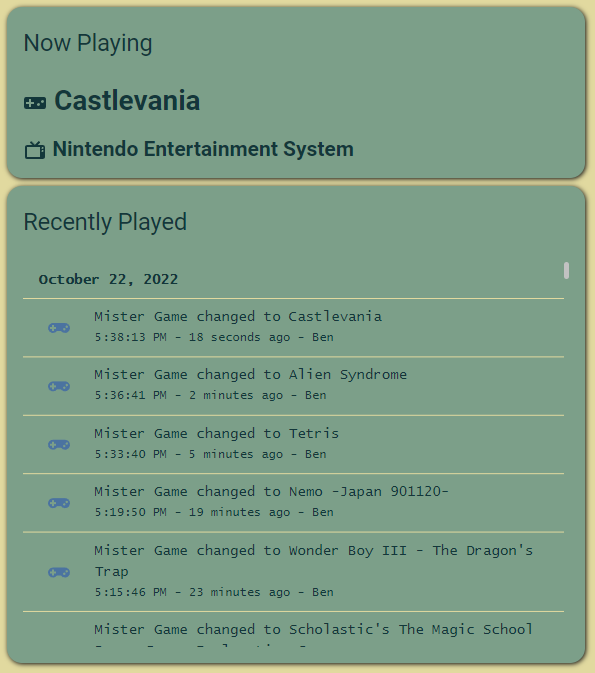 Now Playing
Castlevania
Nintendo Entertainment System
Recently Played
October 22, 2022
Mister Game changed to Castlevania
5:38:13 PM - 18 seconds ago - Ben
Mister Game changed to Alien Syndrome
5:36:41 PM - 2 minutes ago - Ben
Mister Game changed to Tetris
5:33:40 PM - 5 minutes ago - Ben
Mister Game changed to Nemo -Japan 901120-
5:19:50 PM - 19 minutes ago - Ben
Mister Game changed to Wonder Boy III - The Dragon's
Trap
5:15:46 PM - 23 minutes ago - Ben
Mister Game changed to Scholastic's The Magic School